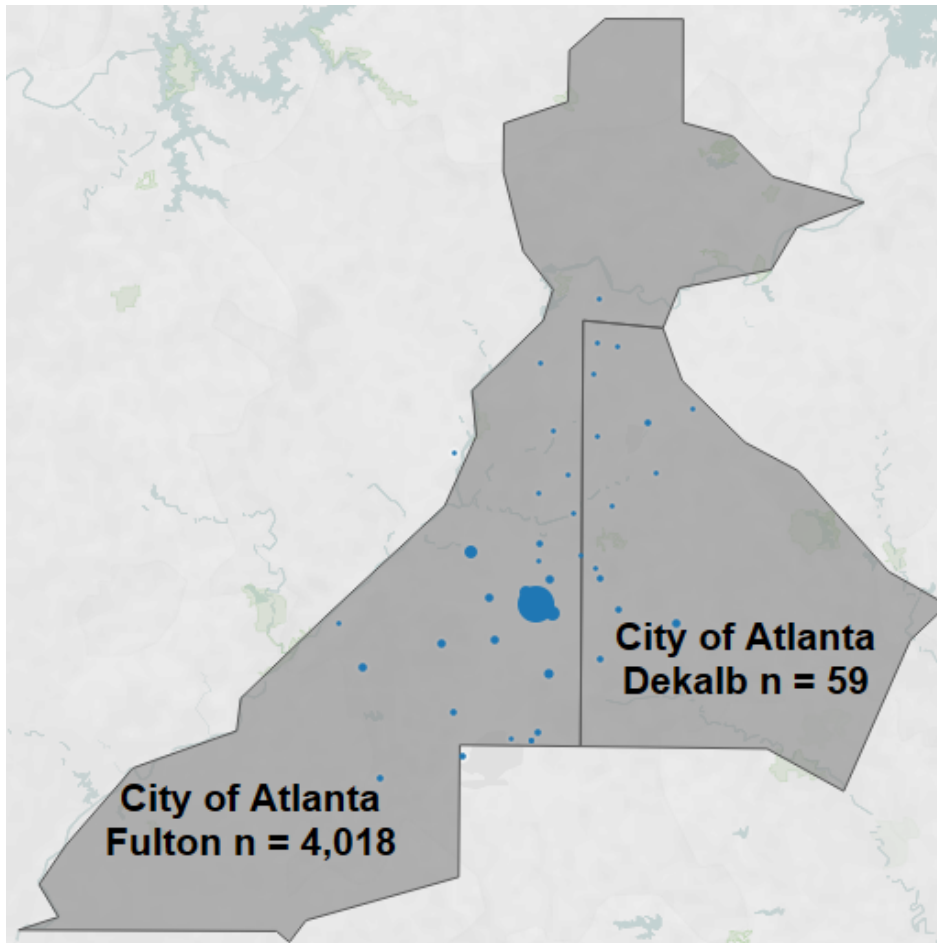 City of Atlanta
Dekalb n = 59
City of Atlanta
Fulton n = 4,018